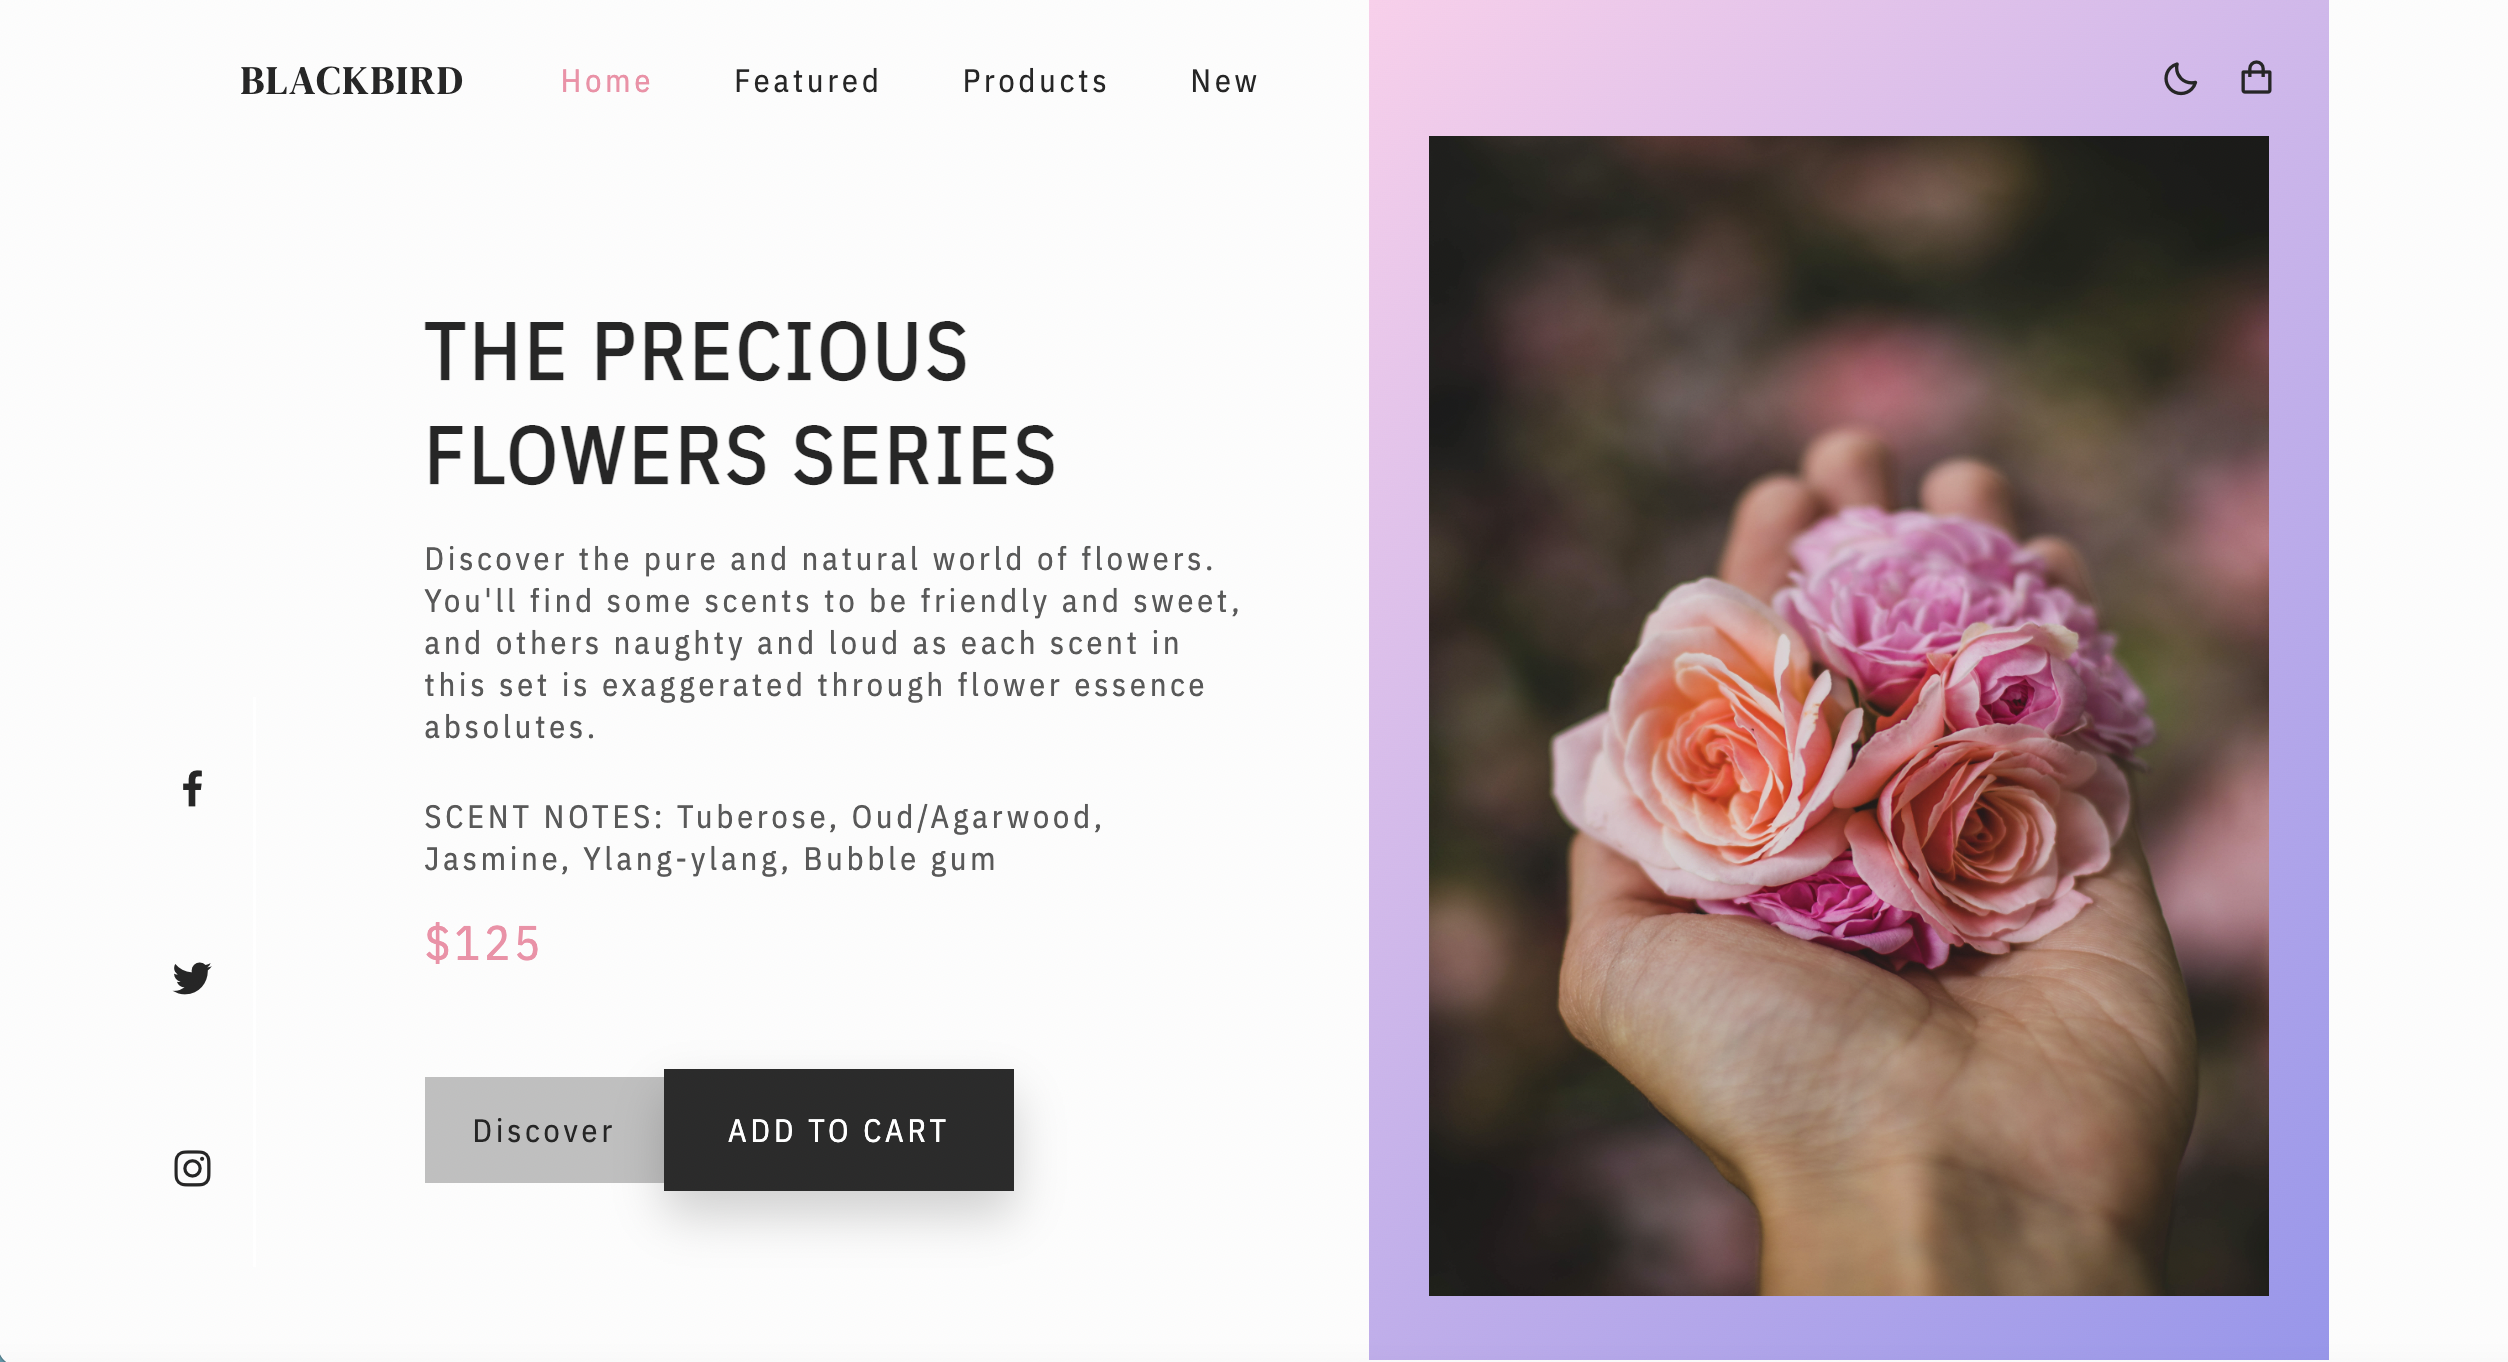 BLACKBIRD
Home
Featured
Products
New
THE PRECIOUS
FLOWERS SERIES
Discover the pure and natural world of flowers.
You'll find some scents to be friendly and sweet,
and others naughty and loud as each scent in
this set is exaggerated through flower essence
absolutes.
SCENT NOTES: Tuberose, Oud/Agarwood,
Jasmine, Ylang-ylang, Bubble gum
$125
Discover
ADD TO CART